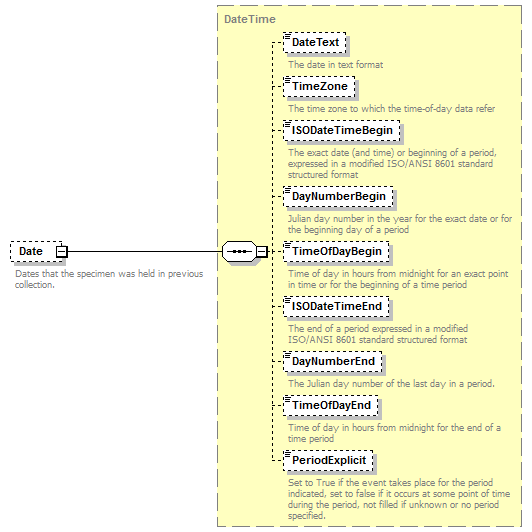 DateTime
DateText
The date in text format
TimeZone
The time zone to which the time-of-day data refer
ISODateTimeBegin
The exact date (and time) or beginning of a period,
expressed in a modified ISO/ANSI 8601 standard
structured format
DayNumberBegin
Julian day number in the year for the exact date or for
the beginning day of a period
Date
Dates that the specimen was held in previous
collection.
TimeOfDayBegin
Time of day in hours from midnight for an exact point
in time or for the beginning of a time period
ISODateTimeEnd
The end of a period expressed in a modified
ISO/ANSI 8601 standard structured format
DayNumberEnd
The Julian day number of the last day in a period.
TimeOfDayEnd
Time of day in hours from midnight for the end of a
time period
PeriodExplicit
Set to True if the event takes place for the period
indicated, set to false if it occurs at some point of time
during the period, not filled if unknown or no period
specified.